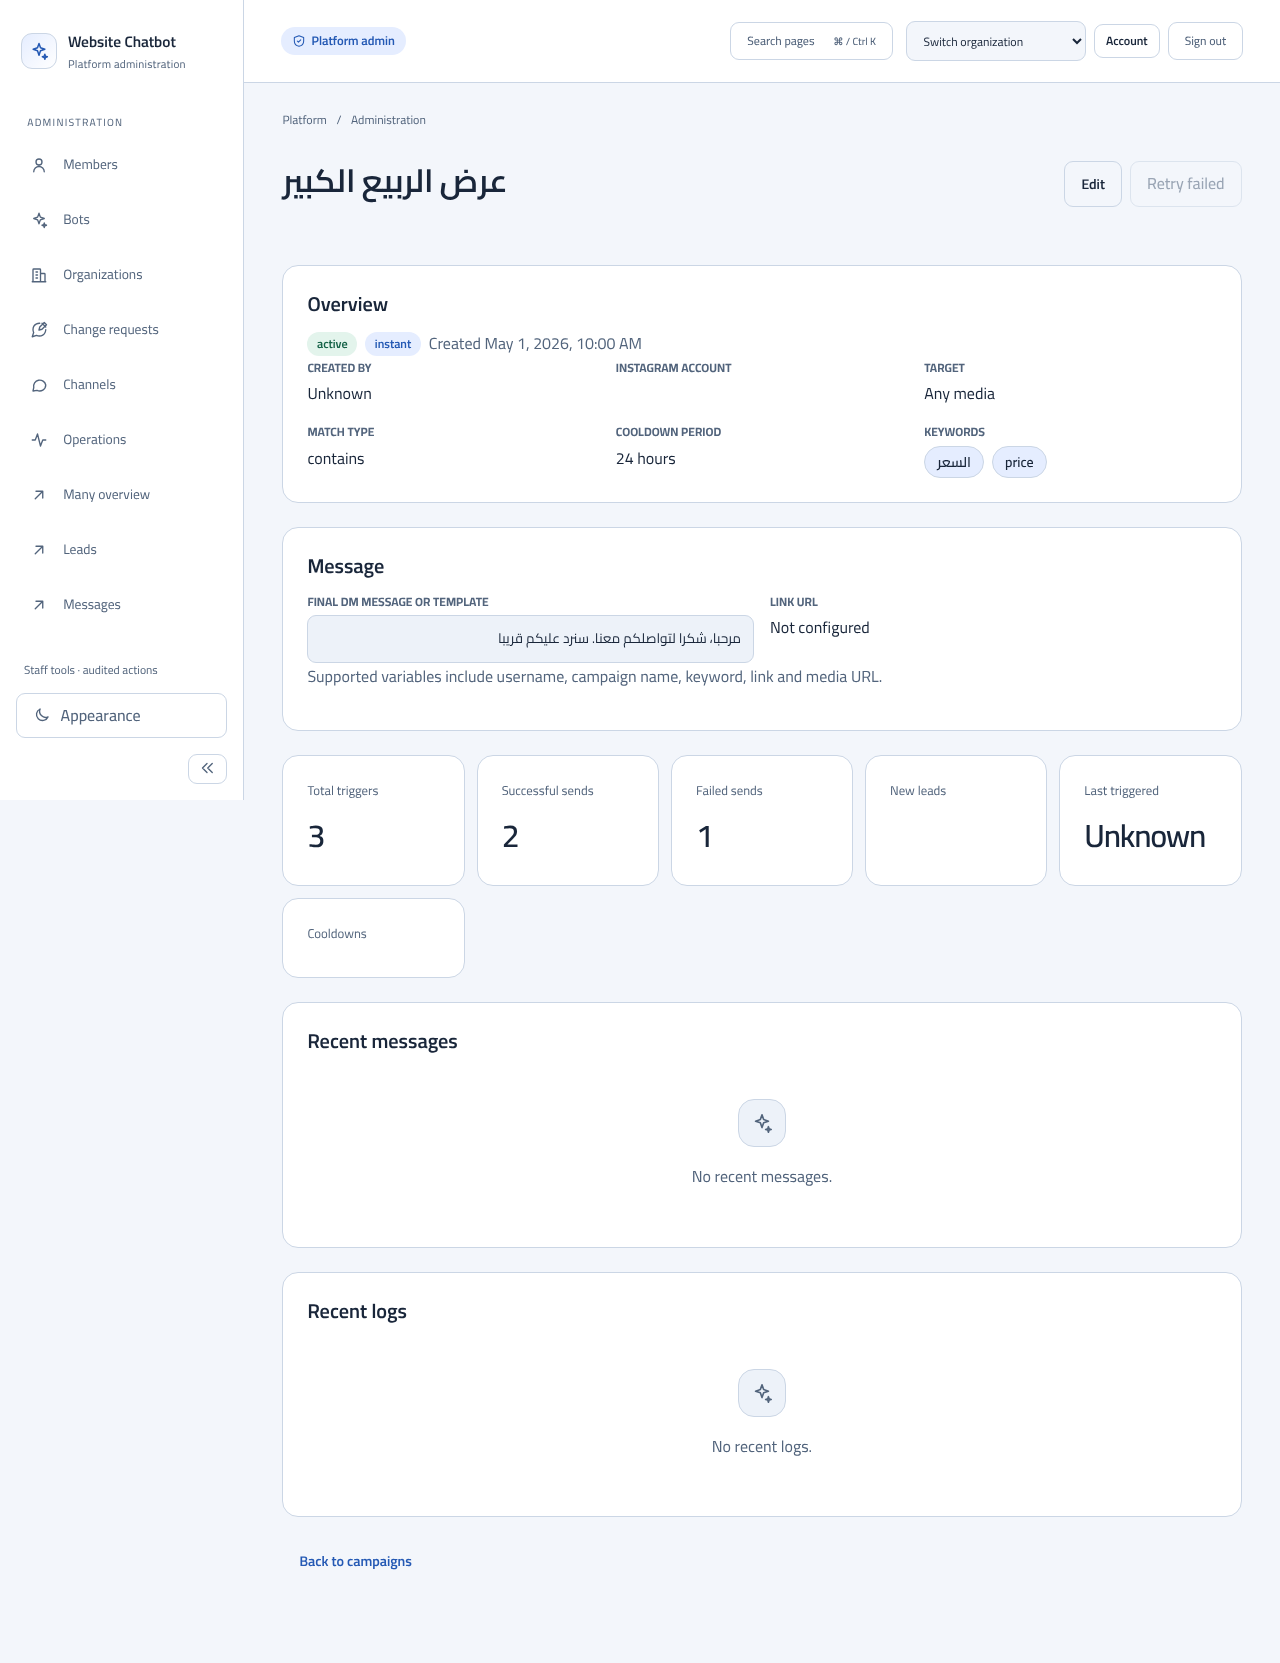 Website Chatbot
Platform administration
ADMINISTRATION
Members
Bots
Organizations
Change requests
Channels
Operations
Many overview
Leads
Messages
Staff tools · audited actions
Appearance
Platform admin
Search pages ⌘ / Ctrl K
Switch organization
Account
Sign out
Platform / Administration
عرض الربيع الكبير
Edit
Retry failed
Overview
active instant Created May 1, 2026, 10:00 AM
CREATED BY
Unknown
INSTAGRAM ACCOUNT
TARGET
Any media
MATCH TYPE
contains
COOLDOWN PERIOD
24 hours
KEYWORDS
السعر price
Message
FINAL DM MESSAGE OR TEMPLATE
مرحبا، شكرا لتواصلكم معنا. سنرد عليكم قريبا
LINK URL
Not configured
Supported variables include username, campaign name, keyword, link and media URL.
Total triggers
3
Successful sends
2
Failed sends
1
New leads
Last triggered
Unknown
Cooldowns
Recent messages
No recent messages.
Recent logs
No recent logs.
Back to campaigns